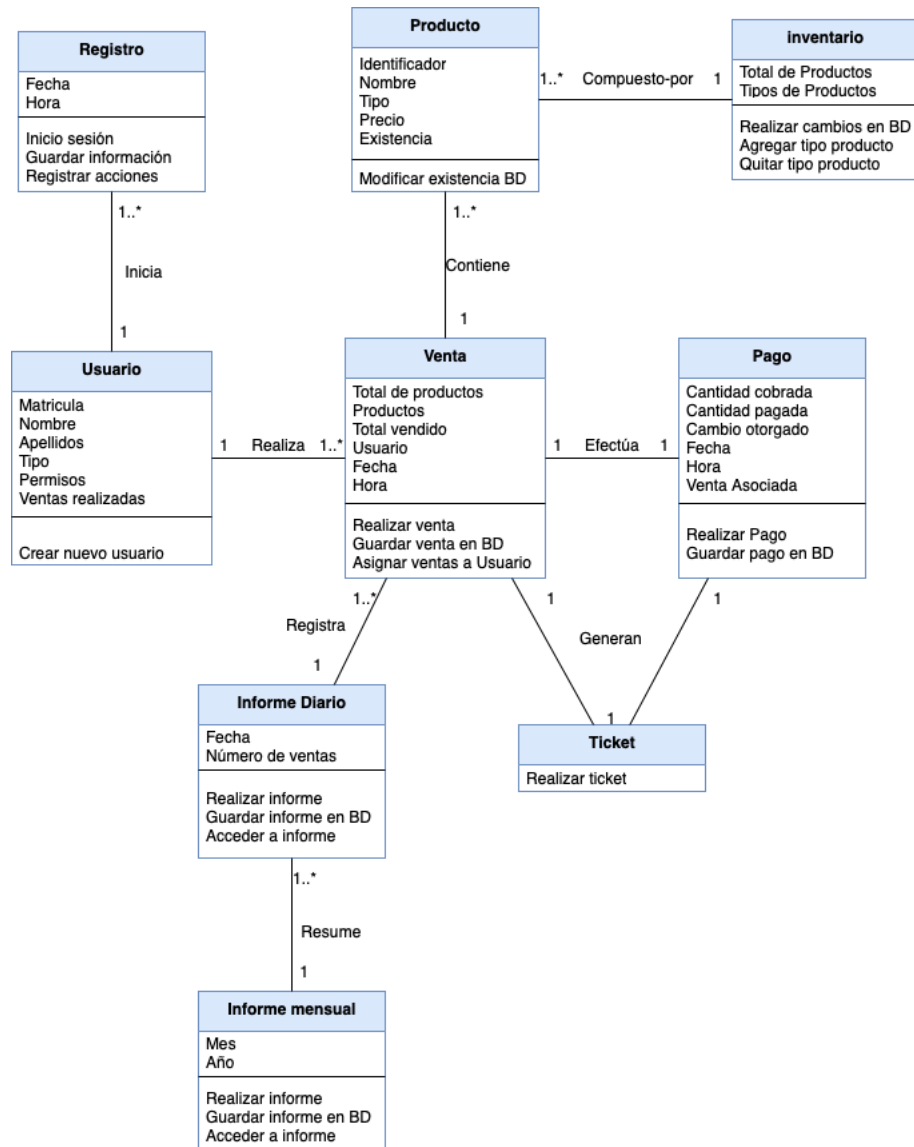 Registro
Fecha
Hora
Inicio sesión
Guardar información
Registrar acciones
Producto
Identificador
Nombre
Tipo
Precio
Existencia
Modificar existencia BD
1..* Compuesto-por 1
inventario
Total de Productos
Tipos de Productos
Realizar cambios en BD
Agregar tipo producto
Quitar tipo producto
1..*
Inicia
1
1..*
Contiene
1
Usuario
Matricula
Nombre
Apellidos
Tipo
Permisos
Ventas realizadas
Crear nuevo usuario
1 Realiza 1..*
Venta
Total de productos
Productos
Total vendido
Usuario
Fecha
Hora
Realizar venta
Guardar venta en BD
Asignar ventas a Usuario
1 Efectúa 1
Pago
Cantidad cobrada
Cantidad pagada
Cambio otorgado
Fecha
Hora
Venta Asociada
Realizar Pago
Guardar pago en BD
1..*
Registra
1
1 1
Generan
1
Informe Diario
Fecha
Número de ventas
Realizar informe
Guardar informe en BD
Acceder a informe
Ticket
Realizar ticket
1..*
Resume
1
Informe mensual
Mes
Año
Realizar informe
Guardar informe en BD
Acceder a informe